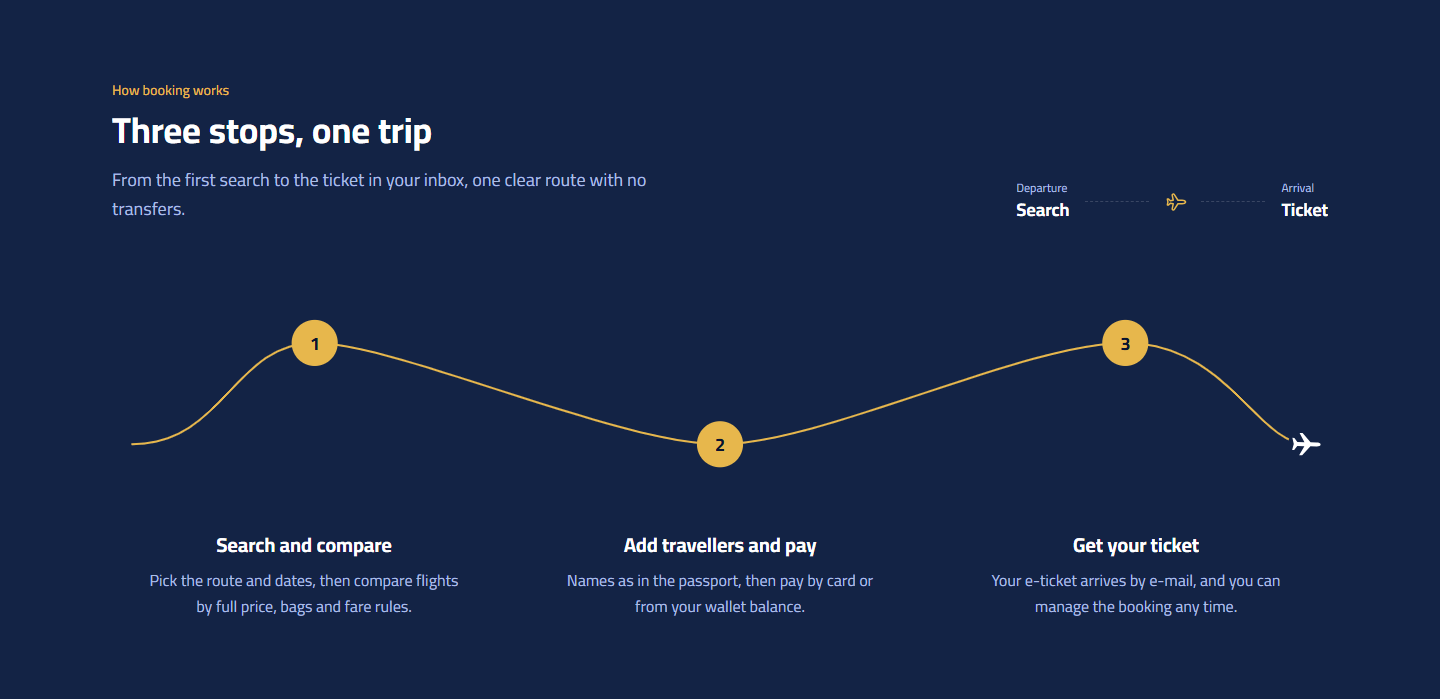 How booking works
Three stops, one trip
From the first search to the ticket in your inbox, one clear route with no
transfers.
Departure
Search
Arrival
Ticket
1
2
3
Search and compare
Pick the route and dates, then compare flights
by full price, bags and fare rules.
Add travellers and pay
Names as in the passport, then pay by card or
from your wallet balance.
Get your ticket
Your e-ticket arrives by e-mail, and you can
manage the booking any time.